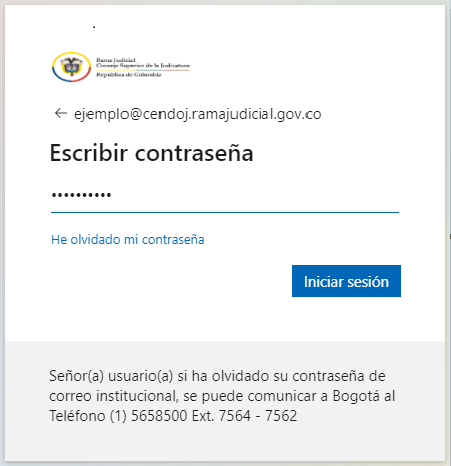 Rama Judicial
Consejo Superior de la Judicatura
República de Colombia
← ejemplo@cendoj.ramajudicial.gov.co
Escribir contraseña
••••••••••
He olvidado mi contraseña
Iniciar sesión
Señor(a) usuario(a) si ha olvidado su contraseña de
correo institucional, se puede comunicar a Bogotá al
Teléfono (1) 5658500 Ext. 7564 - 7562